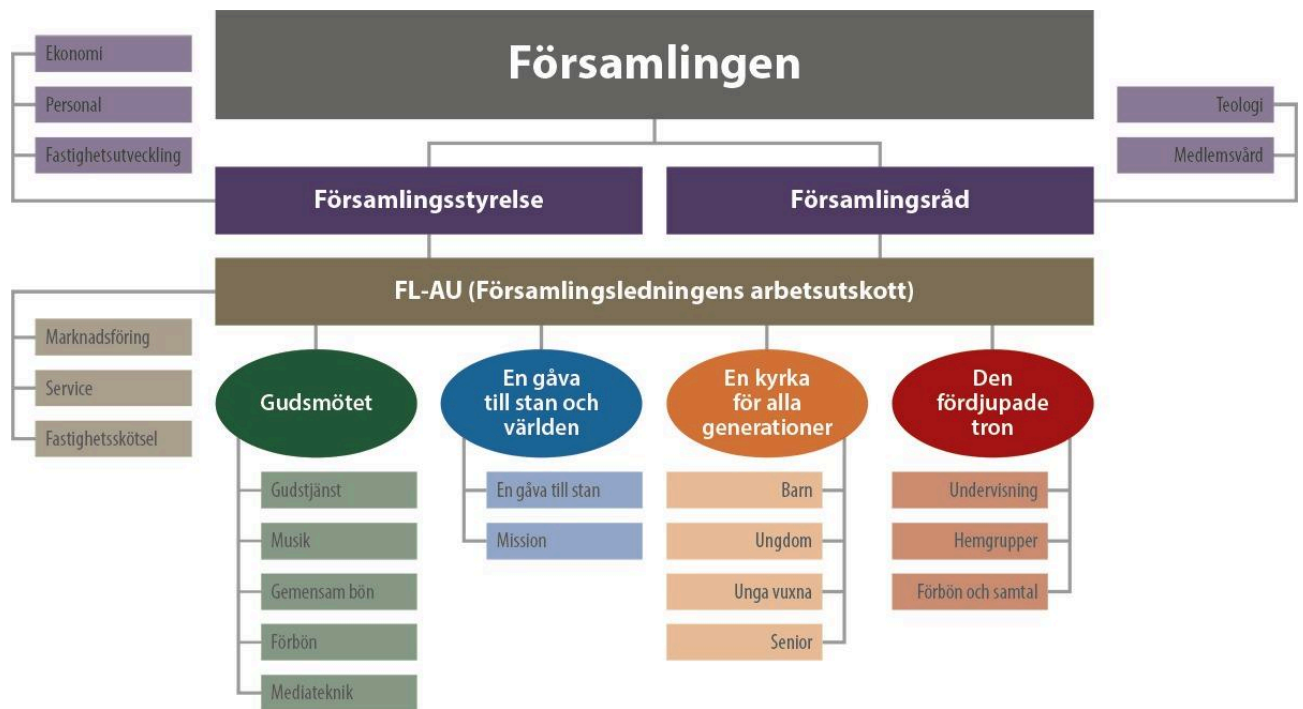 Församlingen
Ekonomi
Personal
Fastighetsutveckling
Teologi
Medlemsvård
Församlingsstyrelse
Församlingsråd
FL-AU (Församlingsledningens arbetsutskott)
Marknadsföring
Service
Fastighetsskötsel
Gudsmötet
Gudstjänst
Musik
Gemensam bön
Förbön
Mediateknik
En gåva
till stan och
världen
En gåva till stan
Mission
En kyrka
för alla
generationer
Barn
Ungdom
Unga vuxna
Senior
Den
fördjupade
tron
Undervisning
Hemgrupper
Förbön och samtal